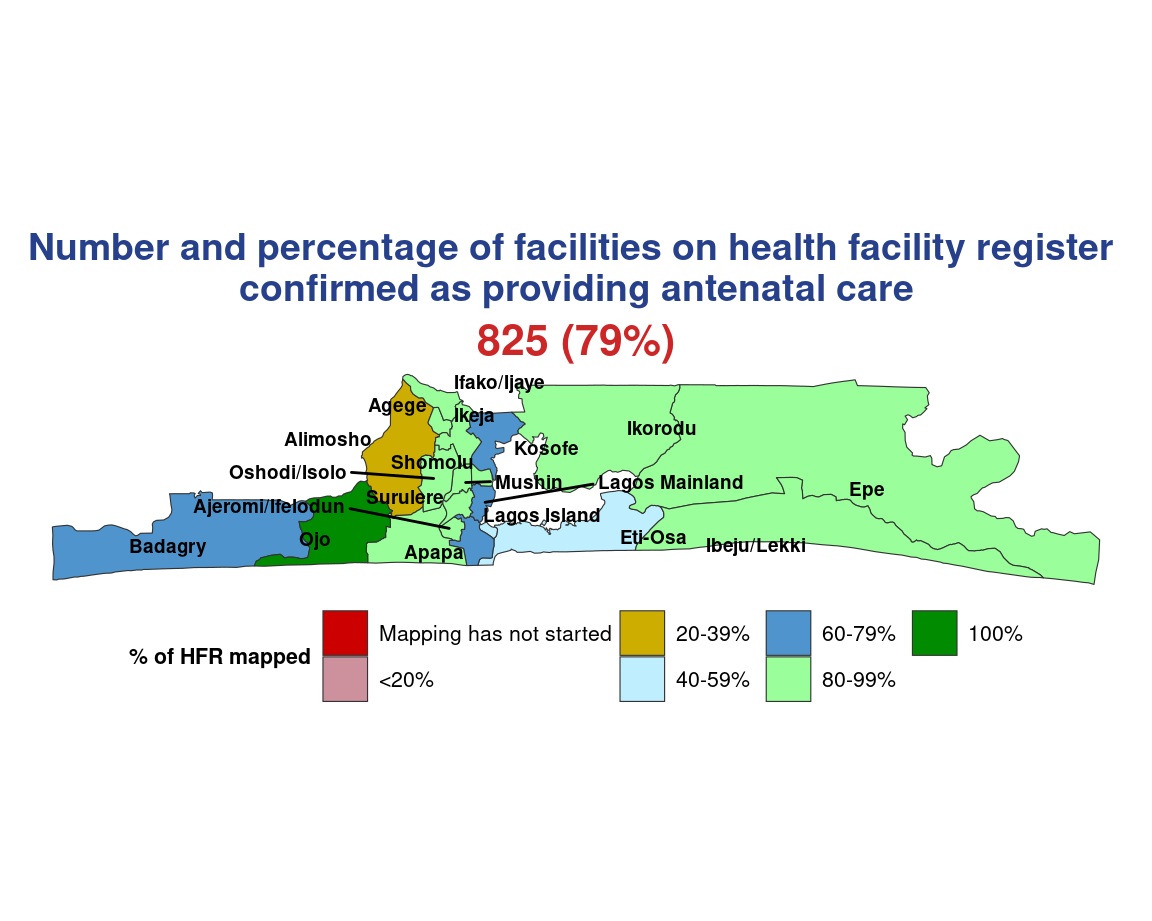 Number and percentage of facilities on health facility register
confirmed as providing antenatal care
825 (79%)
Ifako/Ijaye
Agege
Ikeja
Ikorodu
Alimosho
Kosofe
Shomolu
Oshodi/Isolo
Mushin
Lagos Mainland
Epe
Surulere
Ajeromi/Ifelodun
Lagos Island
Eti-Osa
Ojo
Badagry
Ibeju/Lekki
Apapa
% of HFR mapped
Mapping has not started
<20%
20-39%
40-59%
60-79%
80-99%
100%